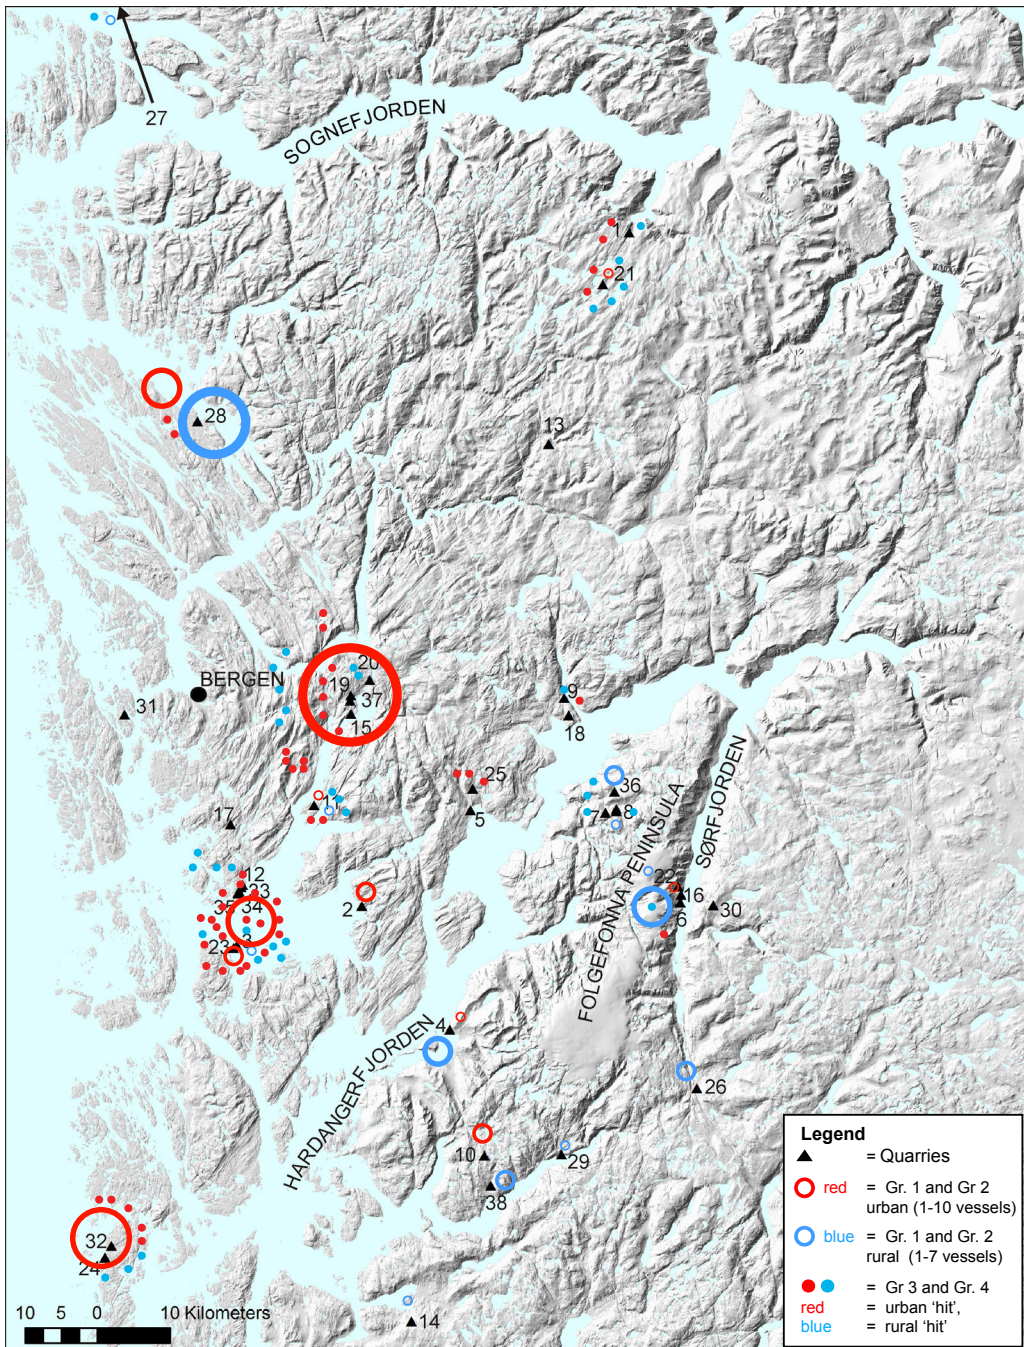 27
SOGNEFJORDEN
1
21
28
13
BERGEN
20
19
37
15
31
9
18
25
5
36
7
8
11
17
12
33
35
34
3
23
2
22
16
6
30
SØRFJORDEN
FOLGEFONNA PENINSULA
4
HARDANGERFJORDEN
26
10
29
38
32
24
14
10 5 0 10 Kilometers
Legend
= Quarries
red = Gr. 1 and Gr 2
urban (1-10 vessels)
blue = Gr. 1 and Gr. 2
rural (1-7 vessels)
= Gr 3 and Gr. 4
red = urban ‘hit’,
blue = rural ‘hit’